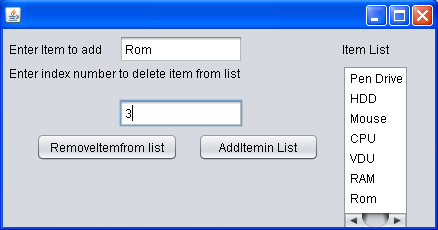 Enter Item to add Rom Item List
Enter index number to delete item from list
Pen Drive
HDD
3
Mouse
RemoveItemfrom list AddItemin List
CPU
VDU
RAM
Rom